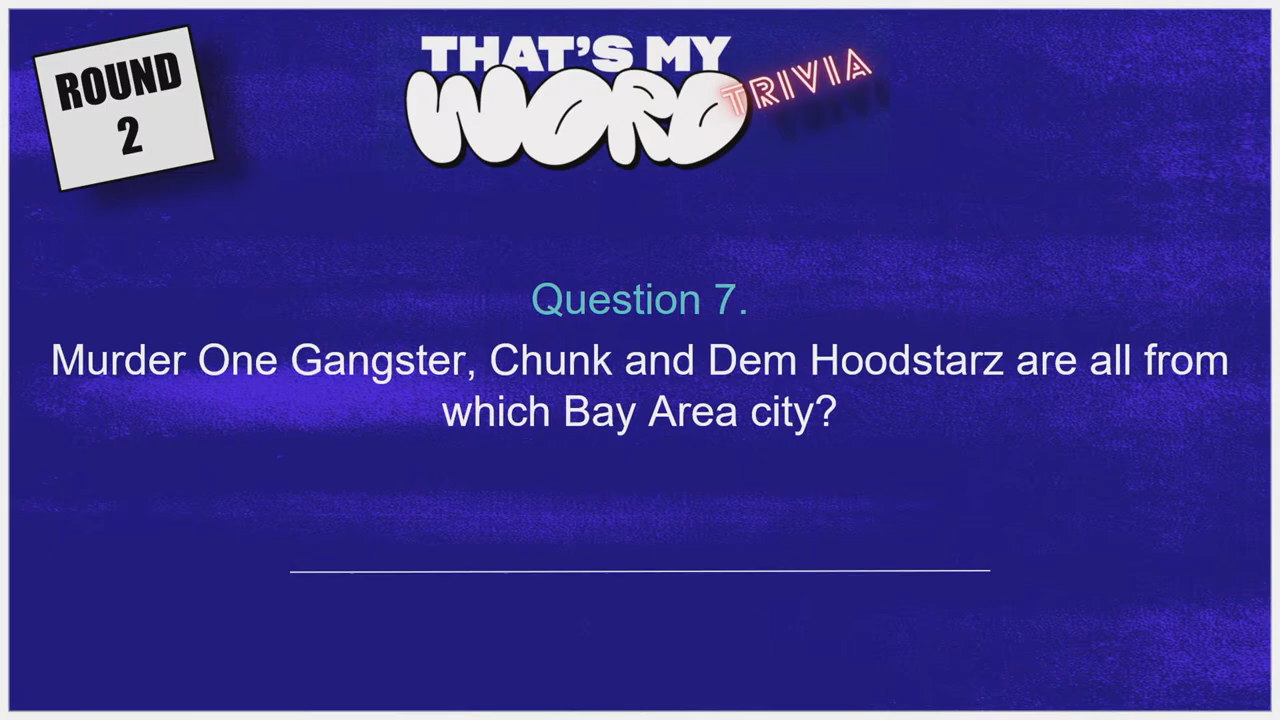 ROUND
2
THAT'S MY
WORD
TRIVIA
Question 7.
Murder One Gangster, Chunk and Dem Hoodstarz are all from
which Bay Area city?